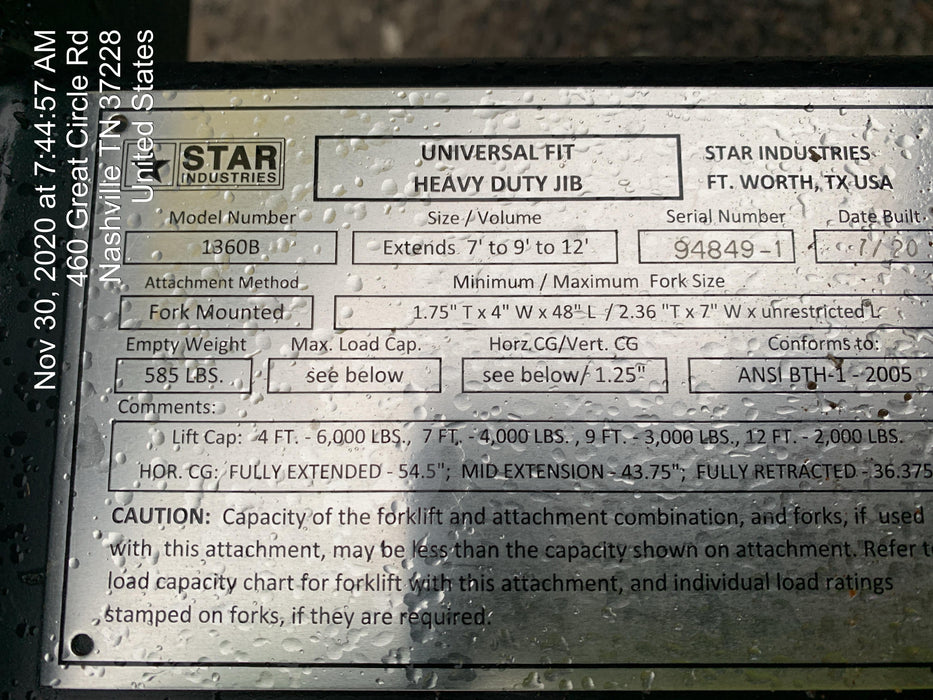 Nov 30, 2020 at 7:44:57 AM
460 Great Circle Rd
Nashville TN 37228
United States
STAR
INDUSTRIES
UNIVERSAL FIT
HEAVY DUTY JIB
STAR INDUSTRIES
FT. WORTH, TX USA
Model Number Size / Volume Serial Number Date Built
1360B Extends 7' to 9' to 12' 94849-1 7/20
Attachment Method Minimum / Maximum Fork Size
Fork Mounted 1.75" T x 4" W x 48" L / 2.36 "T x 7" W x unrestricted L
Empty Weight Max. Load Cap. Horz.CG/Vert. CG Conforms to:
585 LBS. see below see below/ 1.25" ANSI BTH-1 - 2005
Comments:
Lift Cap: 4 FT. - 6,000 LBS., 7 FT. - 4,000 LBS. , 9 FT. - 3,000 LBS., 12 FT. - 2,000 LBS.
HOR. CG: FULLY EXTENDED - 54.5"; MID EXTENSION - 43.75"; FULLY RETRACTED - 36.375
CAUTION: Capacity of the forklift and attachment combination, and forks, if used
with this attachment, may be less than the capacity shown on attachment. Refer t
load capacity chart for forklift with this attachment, and individual load ratings
stamped on forks, if they are required.